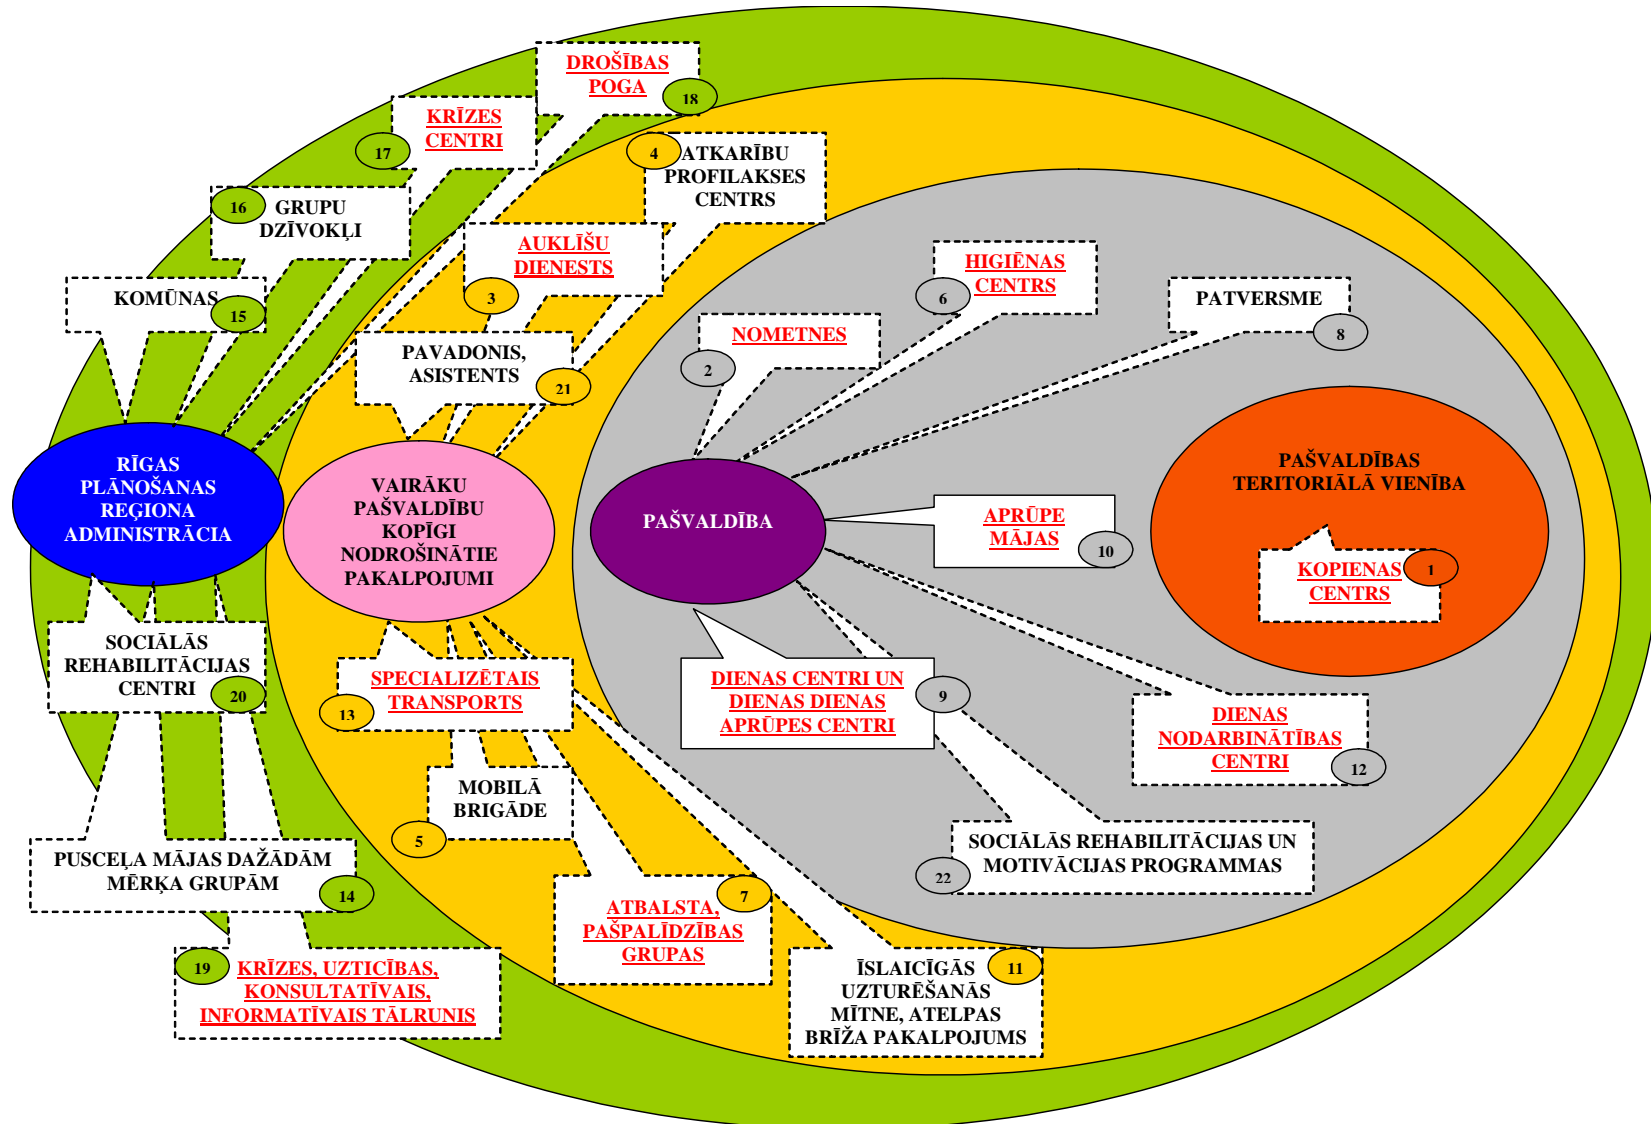 DROŠĪBAS
POGA
18
KRĪZES
CENTRI
17
4
ATKARĪBU
PROFILAKSES
CENTRS
16
GRUPU
DZĪVOKĻI
AUKLĪŠU
DIENESTS
3
HIGIĒNAS
CENTRS
6
KOMŪNAS
15
PATVERSME
8
NOMETNES
2
PAVADONIS,
ASISTENTS
21
RĪGAS
PLĀNOŠANAS
REĢIONA
ADMINISTRĀCIA
VAIRĀKU
PAŠVALDĪBU
KOPĪGI
NODROŠINĀTIE
PAKALPOJUMI
PAŠVALDĪBA
PAŠVALDĪBAS
TERITORIĀLĀ VIENĪBA
APRŪPE
MĀJAS
10
KOPIENAS
CENTRS
1
SOCIĀLĀS
REHABILITĀCIJAS
CENTRI
20
SPECIALIZĒTAIS
TRANSPORTS
13
DIENAS CENTRI UN
DIENAS DIENAS
APRŪPES CENTRI
9
DIENAS
NODARBINĀTĪBAS
CENTRI
12
MOBILĀ
BRIGĀDE
5
SOCIĀLĀS REHABILITĀCIJAS UN
MOTIVĀCIJAS PROGRAMMAS
22
PUSCEĻA MĀJAS DAŽĀDĀM
MĒRĶA GRUPĀM
14
7
ATBALSTA,
PAŠPALĪDZĪBAS
GRUPAS
19
KRĪZES, UZTICĪBAS,
KONSULTATĪVAIS,
INFORMATĪVAIS TĀLRUNIS
11
ĪSLAICĪGĀS
UZTURĒŠANĀS
MĪTNE, ATELPAS
BRĪŽA PAKALPOJUMS